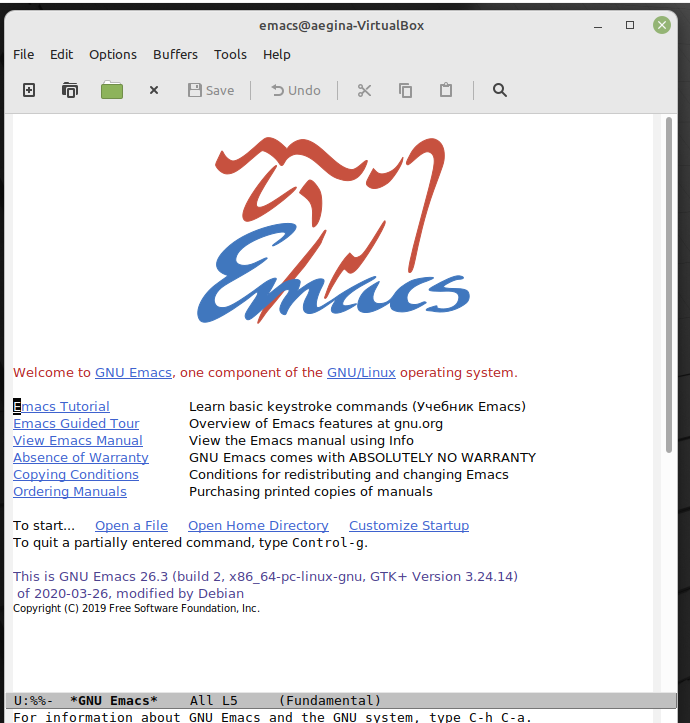 emacs@aegina-VirtualBox
File Edit Options Buffers Tools Help
Save Undo
Emacs
Welcome to GNU Emacs, one component of the GNU/Linux operating system.
Emacs Tutorial Learn basic keystroke commands (Учебник Emacs)
Emacs Guided Tour Overview of Emacs features at gnu.org
View Emacs Manual View the Emacs manual using Info
Absence of Warranty GNU Emacs comes with ABSOLUTELY NO WARRANTY
Copying Conditions Conditions for redistributing and changing Emacs
Ordering Manuals Purchasing printed copies of manuals
To start... Open a File Open Home Directory Customize Startup
To quit a partially entered command, type Control-g.
This is GNU Emacs 26.3 (build 2, x86_64-pc-linux-gnu, GTK+ Version 3.24.14)
of 2020-03-26, modified by Debian
Copyright (C) 2019 Free Software Foundation, Inc.
U:%%- *GNU Emacs* All L5 (Fundamental)
For information about GNU Emacs and the GNU system, type C-h C-a.